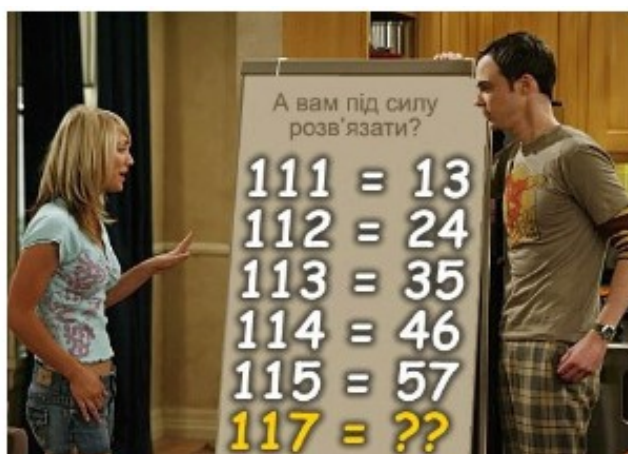 А вам під силу
розв'язати?
111 = 13
112 = 24
113 = 35
114 = 46
115 = 57
117 = ??